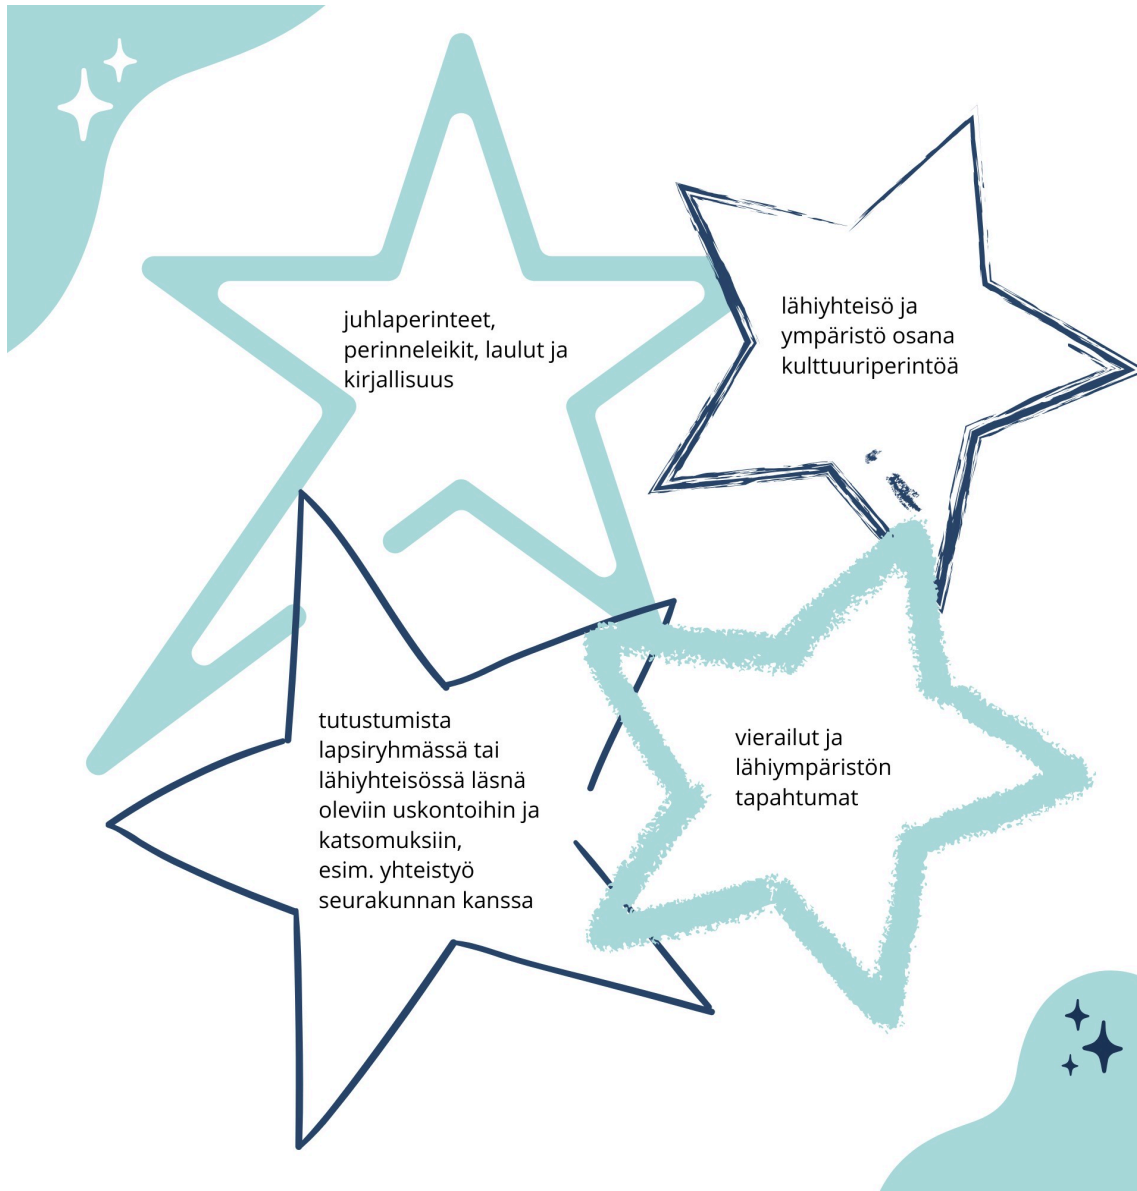 juhlaperinteet,
perinneleikit, laulut ja
kirjallisuus
lähiyhteisö ja
ympäristö osana
kulttuuriperintöä
tutustumista
lapsiryhmässä tai
lähiyhteisössä läsnä
oleviin uskontoihin ja
katsomuksiin,
esim. yhteistyö
seurakunnan kanssa
vierailut ja
lähiympäristön
tapahtumat